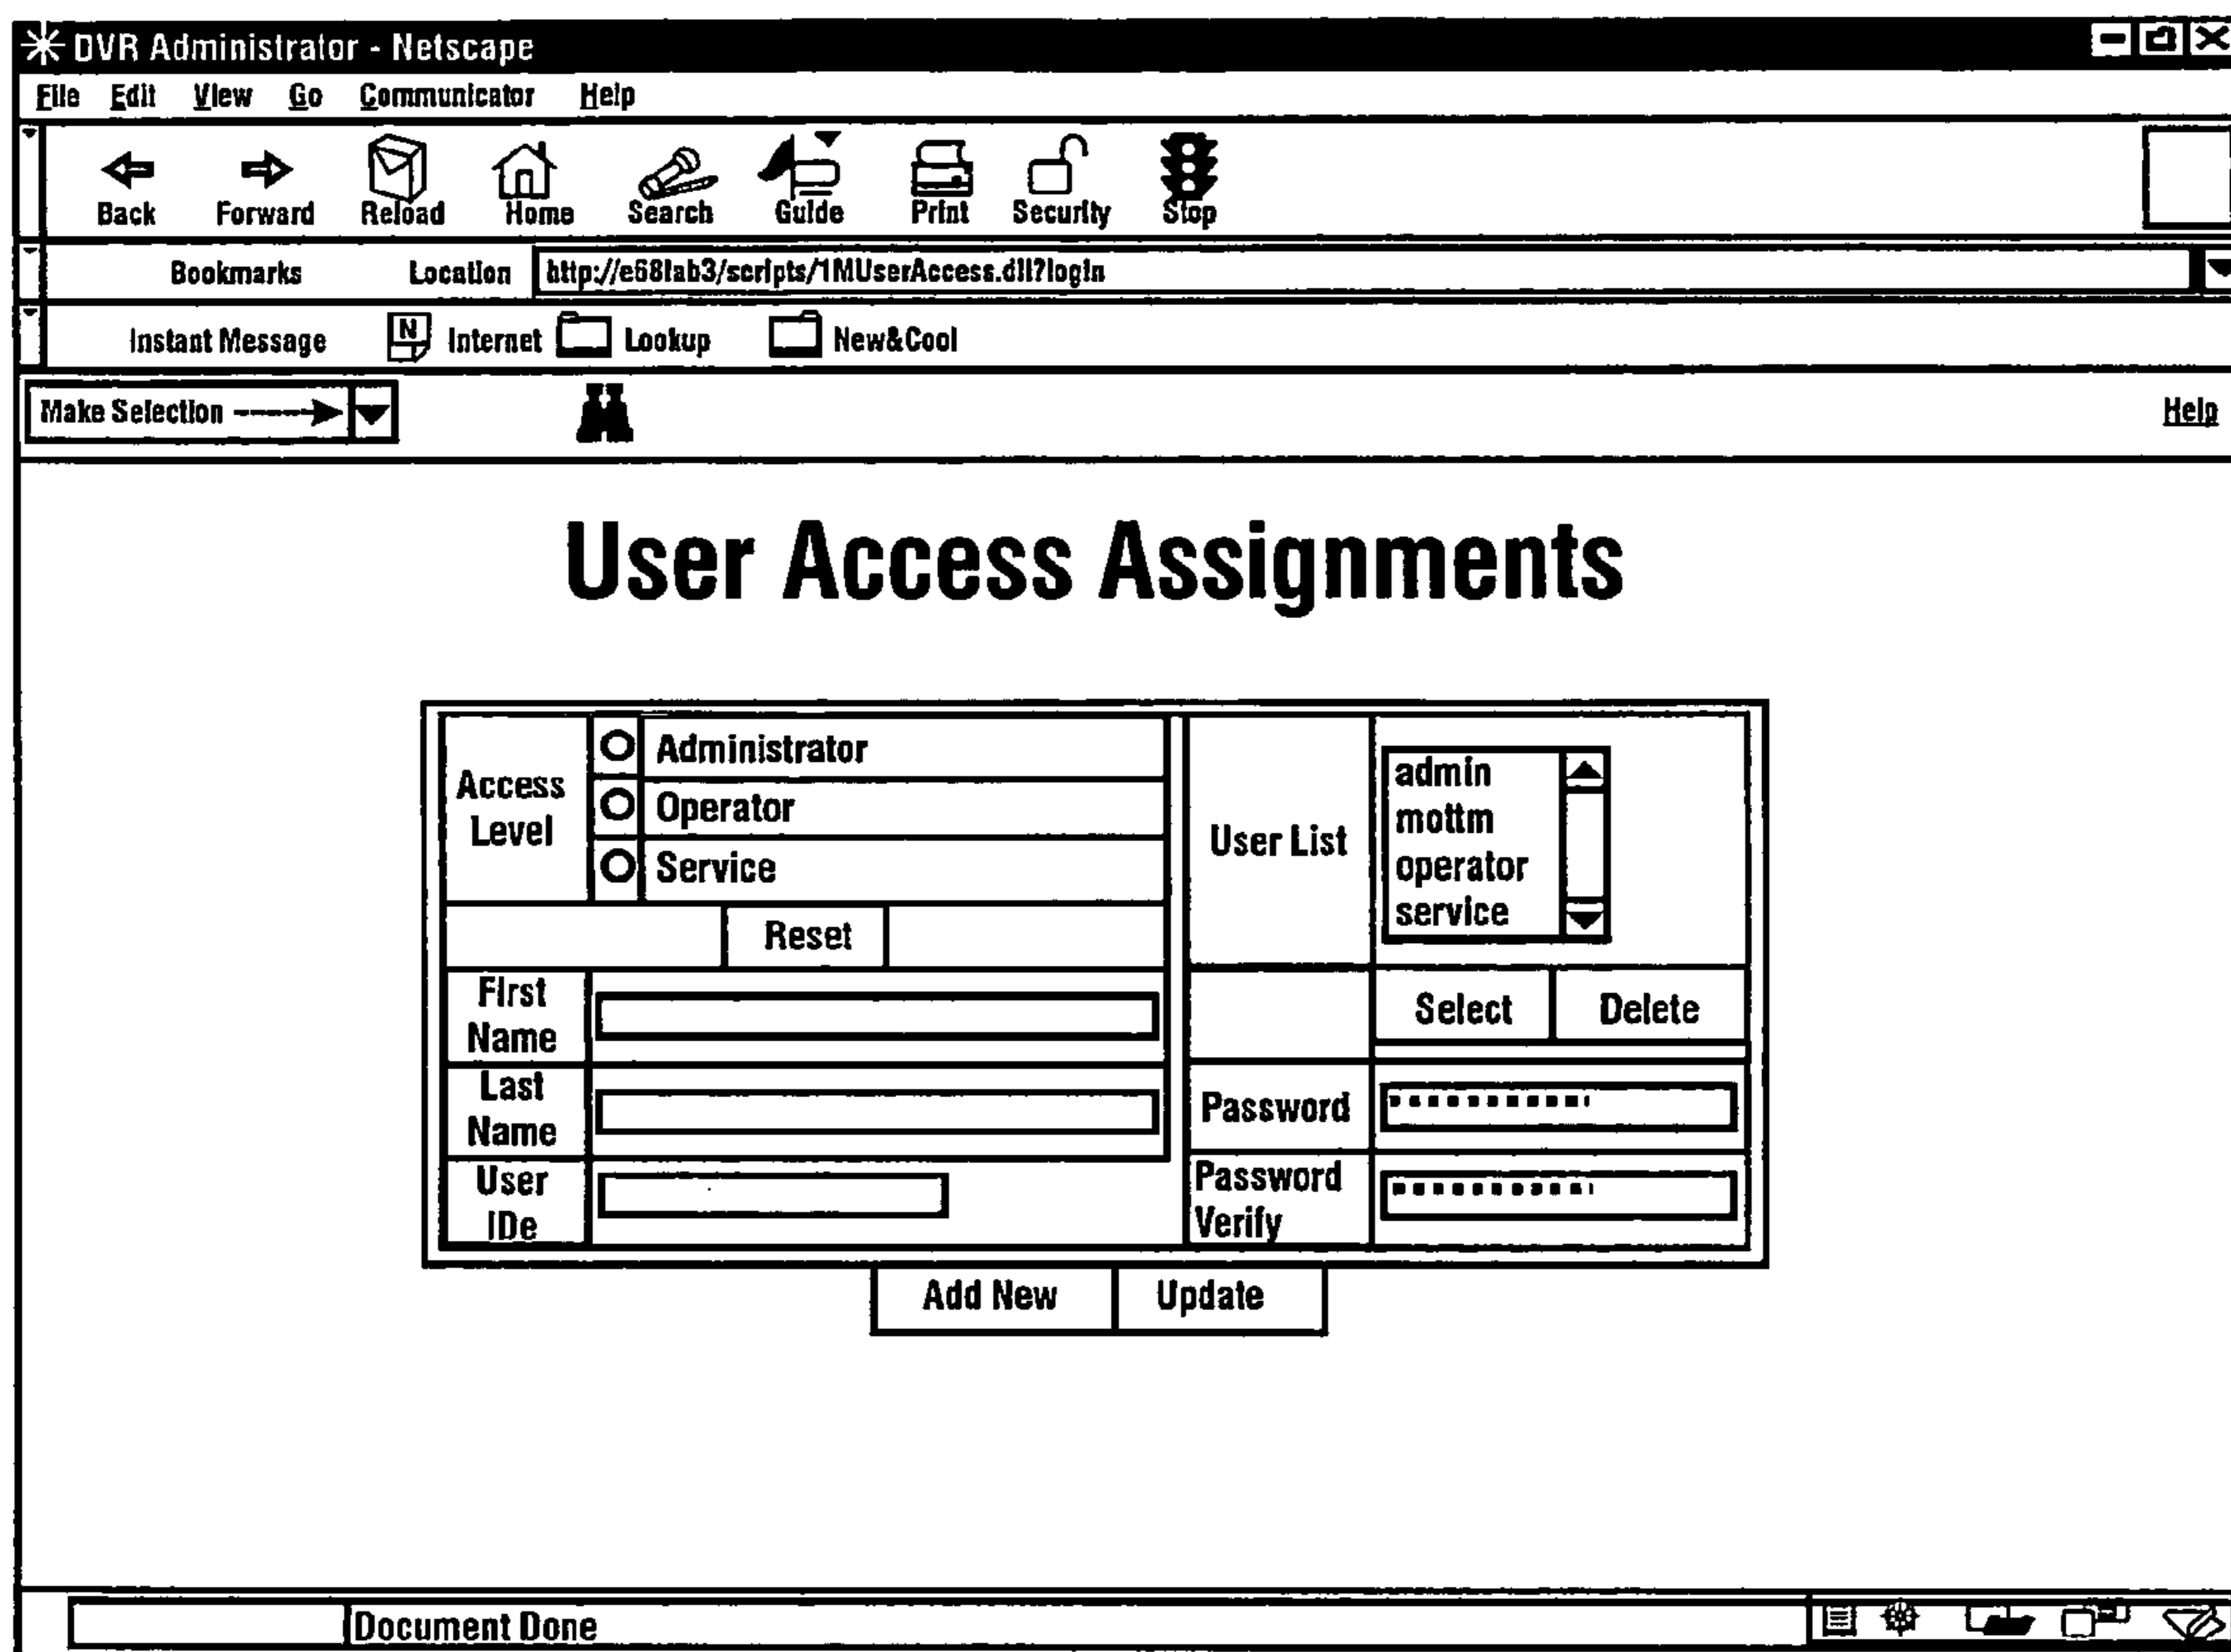 DVR Administrator - Netscape
File Edit View Go Communicator Help
Back Forward Reload Home Search Guide Print Security Stop
Bookmarks Location http://e68lab3/scripts/1MUserAccess.dll?login
Instant Message N Internet Lookup New&Cool
Make Selection Help
User Access Assignments
Access Level
Administrator
Operator
Service
Reset
First Name
Last Name
User IDe
User List
admin
mottm
operator
service
Select Delete
Password
Password Verify
Add New Update
Document Done